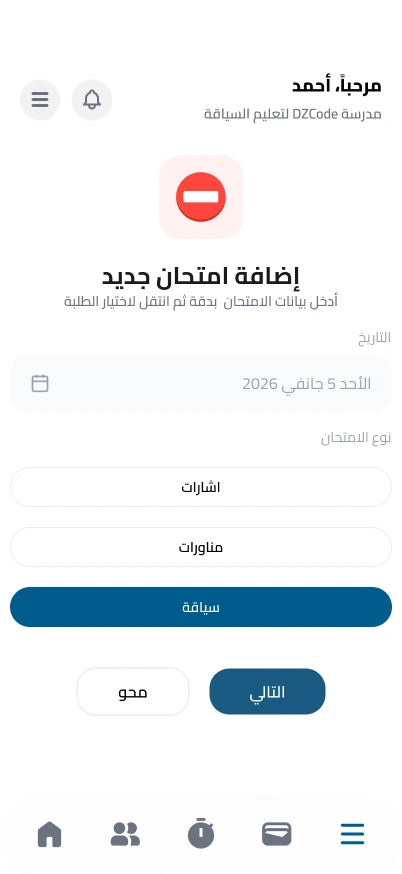 مرحباً، أحمد
مدرسة DZCode لتعليم السياقة
إضافة امتحان جديد
أدخل بيانات الامتحان بدقة ثم انتقل لاختيار الطلبة
التاريخ
الأحد 5 جانفي 2026
نوع الامتحان
اشارات
مناورات
سياقة
التالي
محو